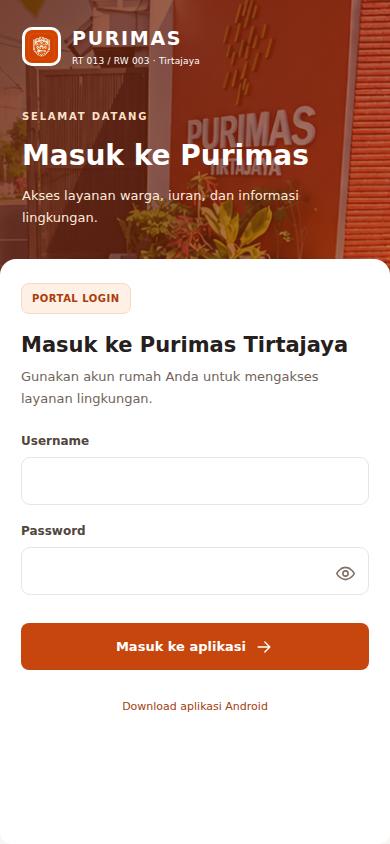 PURIMAS
RT 013 / RW 003 · Tirtajaya
SELAMAT DATANG
PURIMAS
TIRTAJAYA
Masuk ke Purimas
Akses layanan warga, iuran, dan informasi
lingkungan.
PORTAL LOGIN
Masuk ke Purimas Tirtajaya
Gunakan akun rumah Anda untuk mengakses
layanan lingkungan.
Username
Password
Masuk ke aplikasi
Download aplikasi Android